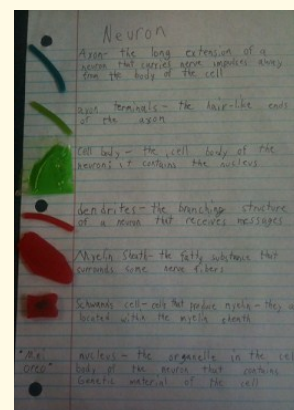 Neuron
Axon - the long extension of a
neuron that carries nerve impulses away
from the body of the cell
axon terminals - the hair-like ends
of the axon
Cell body - the cell body of the
neuron; it contains the nucleus
dendrites - the branching structure
of a neuron that receives messages
Myelin Sheath - the fatty substance that
surronds some nerve fibers
Schwanns cell - cells that produce myelin - they a
located within the myelin sheath
nucleus - the organelle in the cel
oreo" body of the neuron that contains
Genetic material of the cell